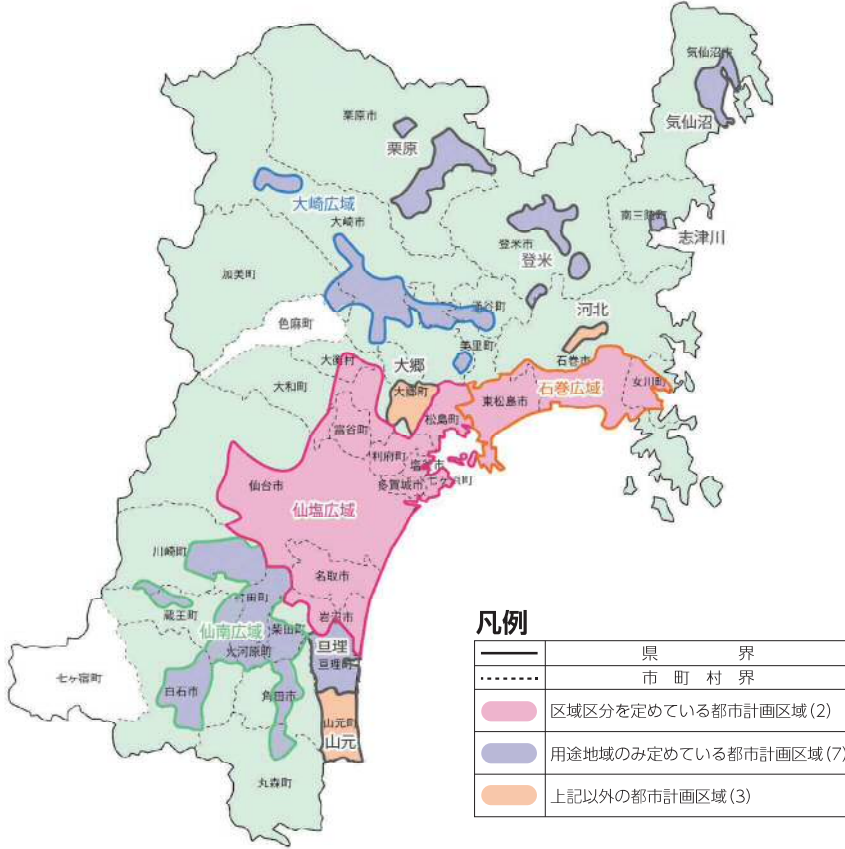 気仙沼市
気仙沼
栗原市
栗原
大崎広域
大崎市
南三陸町
志津川
登米市
登米
加美町
涌谷町
色麻町
河北
美里町
石巻市
大衡村
大郷
大郷町
大和町
石巻広域
女川町
東松島市
松島町
富谷町
利府町
塩竈市
多賀城市
七ヶ浜町
仙台市
仙塩広域
川崎町
名取市
村田町
蔵王町
岩沼市
仙南広域
柴田町
大河原町
亘理
亘理町
七ヶ宿町
白石市
角田市
山元町
山元
丸森町
凡例
県 界
市 町 村 界
区域区分を定めている都市計画区域(2)
用途地域のみ定めている都市計画区域(7)
上記以外の都市計画区域(3)